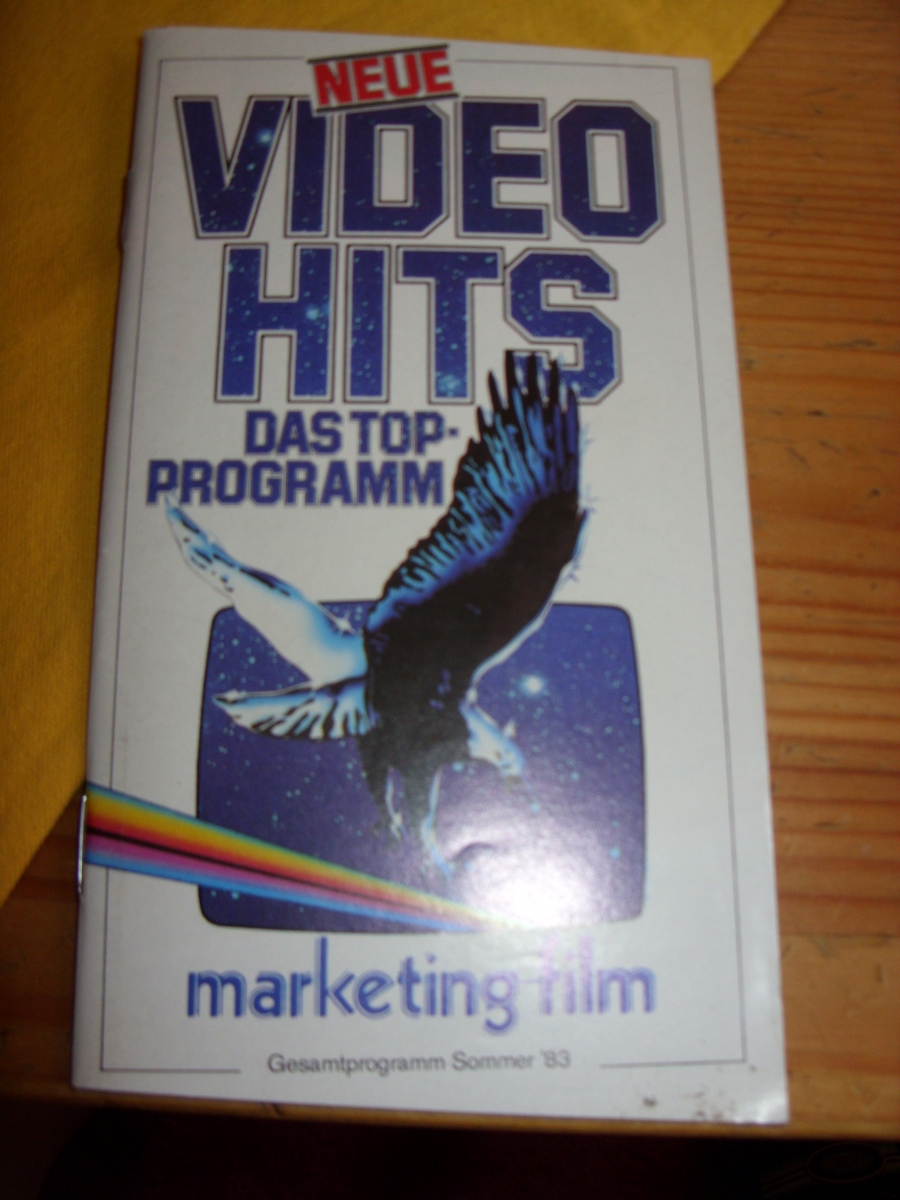 NEUE
VIDEO
HITS
DAS TOP-
PROGRAMM
marketing film
Gesamtprogramm Sommer '83